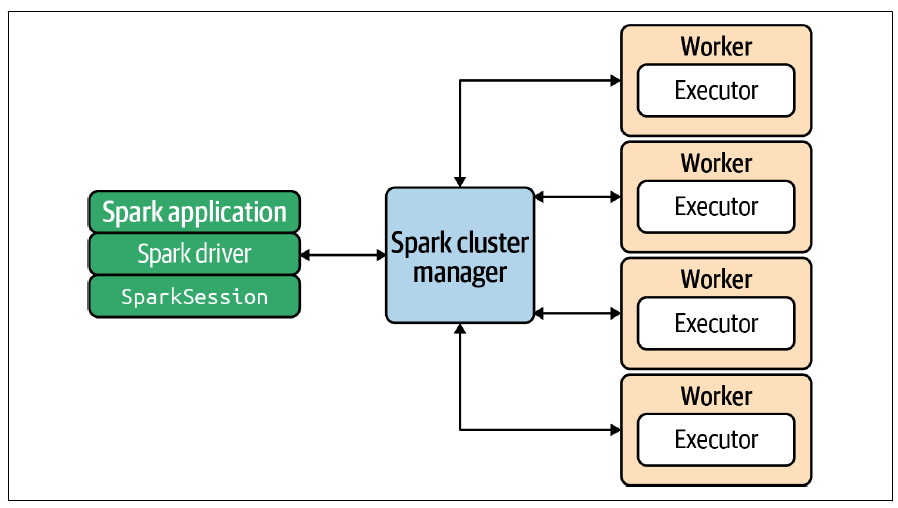 Spark application
Spark driver
SparkSession
Spark cluster
manager
Worker
Executor
Worker
Executor
Worker
Executor
Worker
Executor